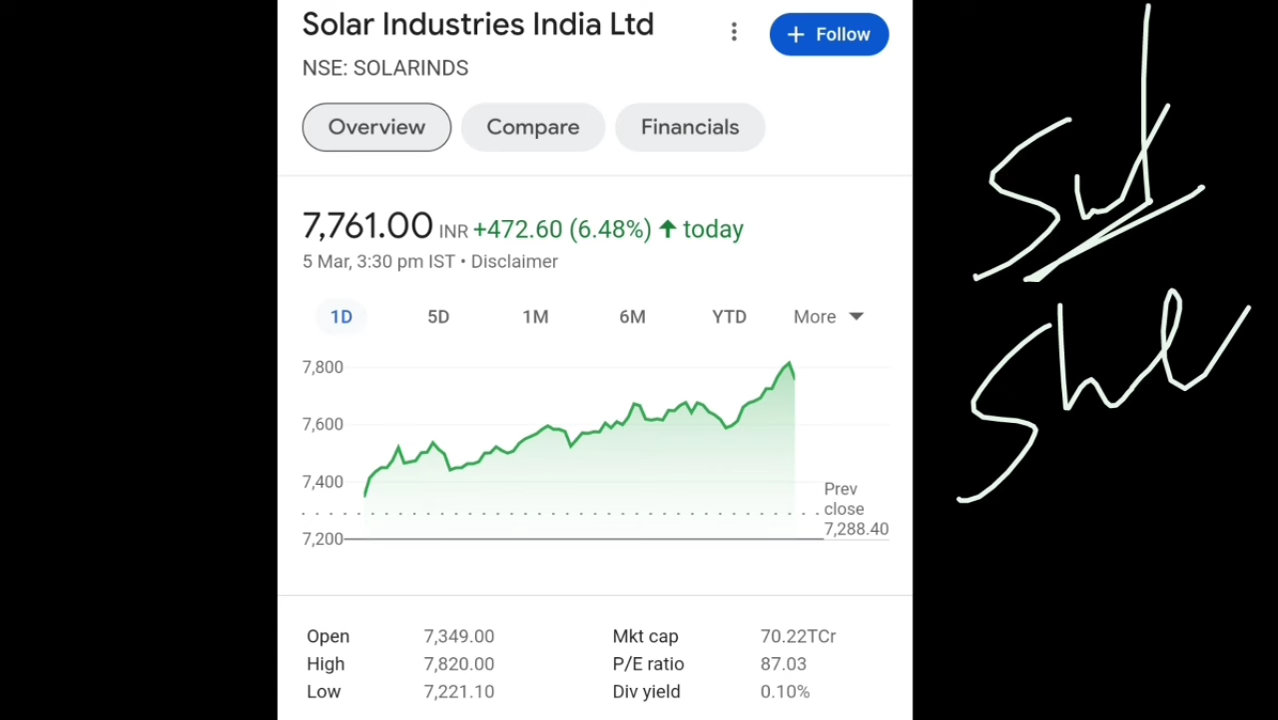 Solar Industries India Ltd
+ Follow
NSE: SOLARINDS
Overview Compare Financials
7,761.00 INR +472.60 (6.48%) ↑ today
5 Mar, 3:30 pm IST • Disclaimer
1D 5D 1M 6M YTD More
7,800
7,600
7,400
7,200
Prev
close
7,288.40
Open 7,349.00 Mkt cap 70.22TCr
High 7,820.00 P/E ratio 87.03
Low 7,221.10 Div yield 0.10%